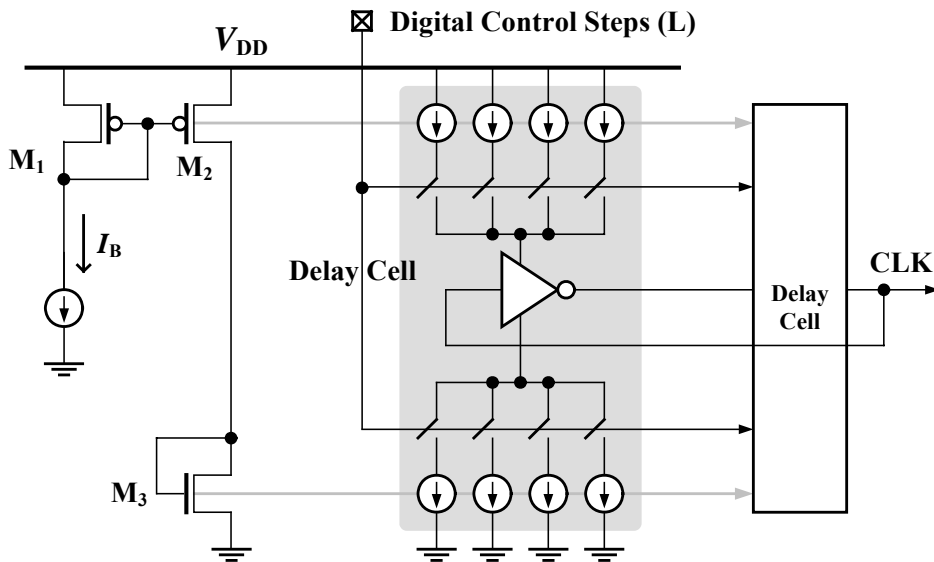 Digital Control Steps (L)
VDD
M1
M2
IB
Delay Cell
CLK
Delay
Cell
M3